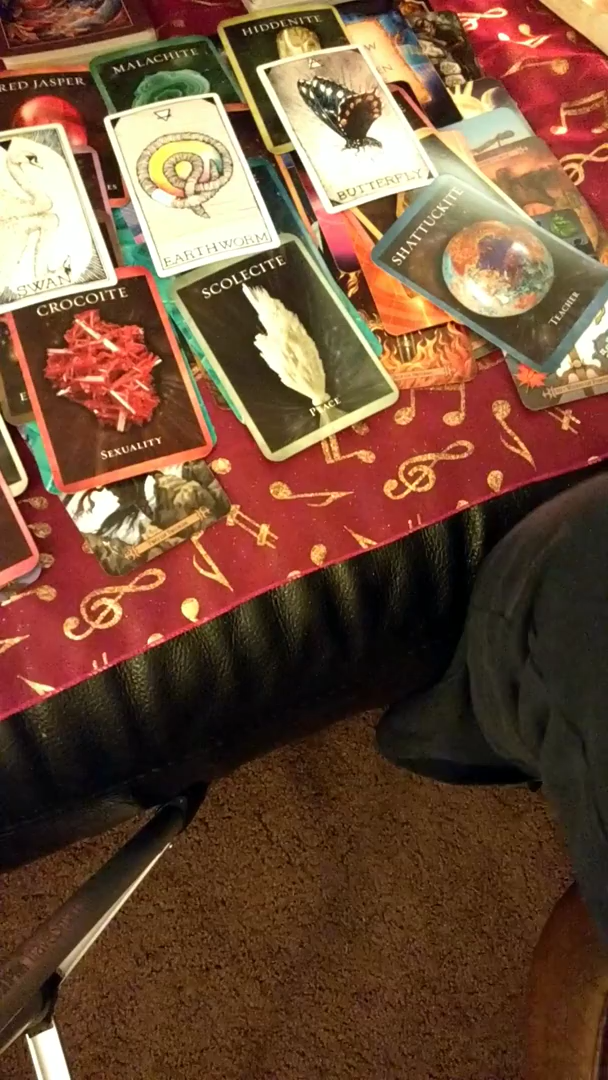 HIDDENITE
MALACHITE
RED JASPER
BUTTERFLY
SHATTUCKITE
TEACHER
EARTHWORM
SWAN
SCOLECITE
PEACE
CROCOITE
SEXUALITY